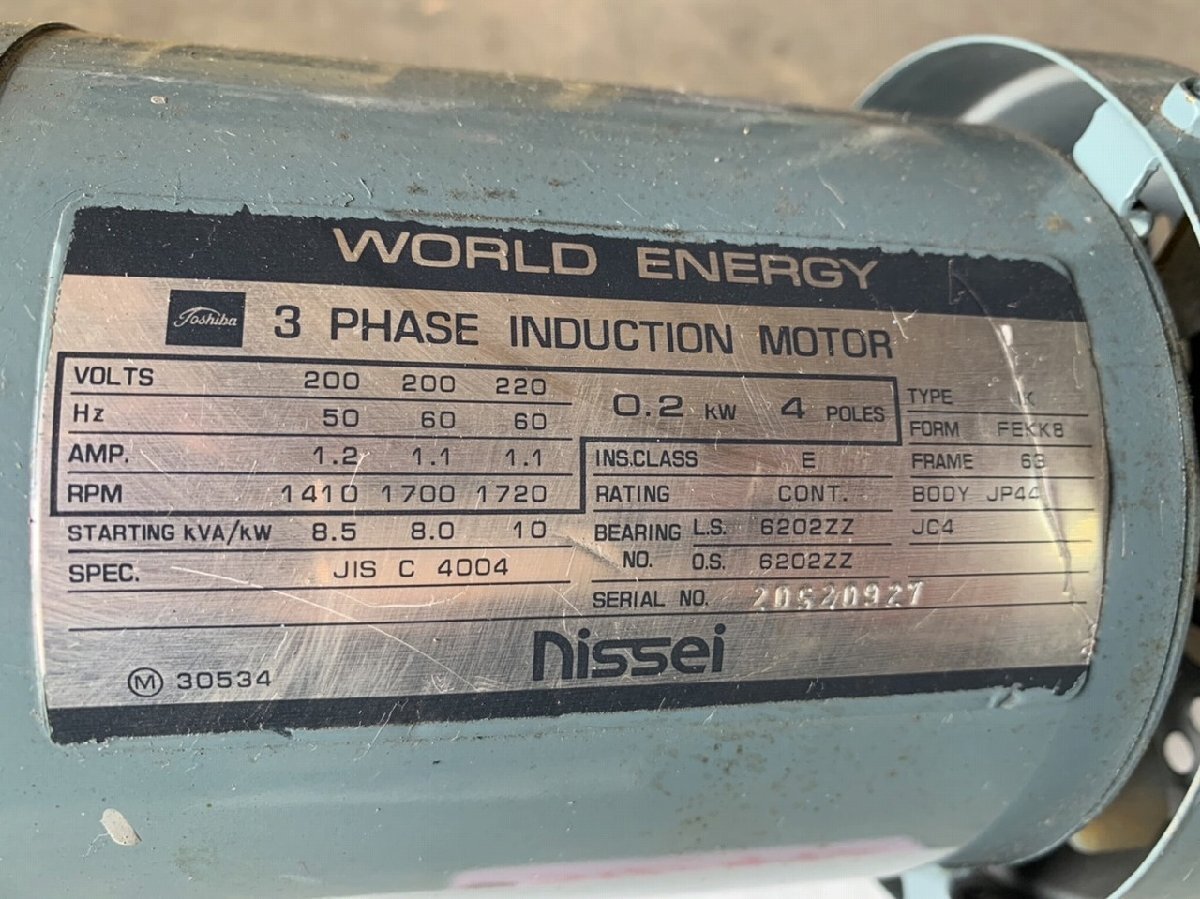 WORLD ENERGY
Toshiba 3 PHASE INDUCTION MOTOR
VOLTS 200 200 220
Hz 50 60 60
0.2 kW 4 POLES
AMP. 1.2 1.1 1.1
RPM 1410 1700 1720
STARTING kVA/kW 8.5 8.0 10
SPEC. JIS C 4004
INS.CLASS E
RATING CONT.
BEARING NO. L.S. 6202ZZ
O.S. 6202ZZ
SERIAL NO. 20520927
TYPE
FORM FEKK8
FRAME 63
BODY JP44
JC4
nissei
M 30534